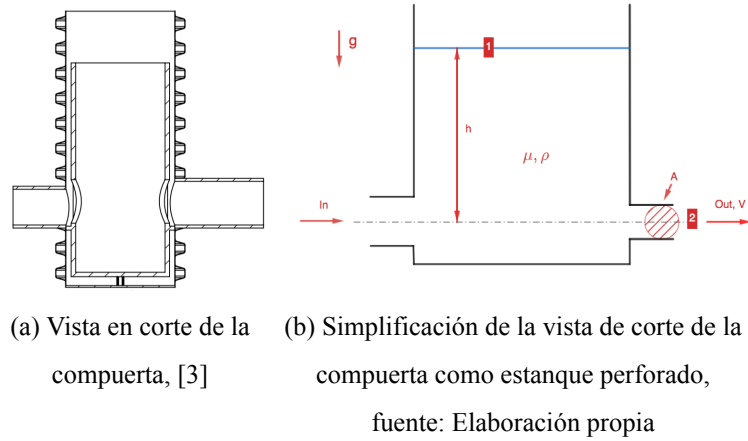 g
1
h
μ, ρ
A
In
2
Out, V
(a) Vista en corte de la
compuerta, [3]
(b) Simplificación de la vista de corte de la
compuerta como estanque perforado,
fuente: Elaboración propia